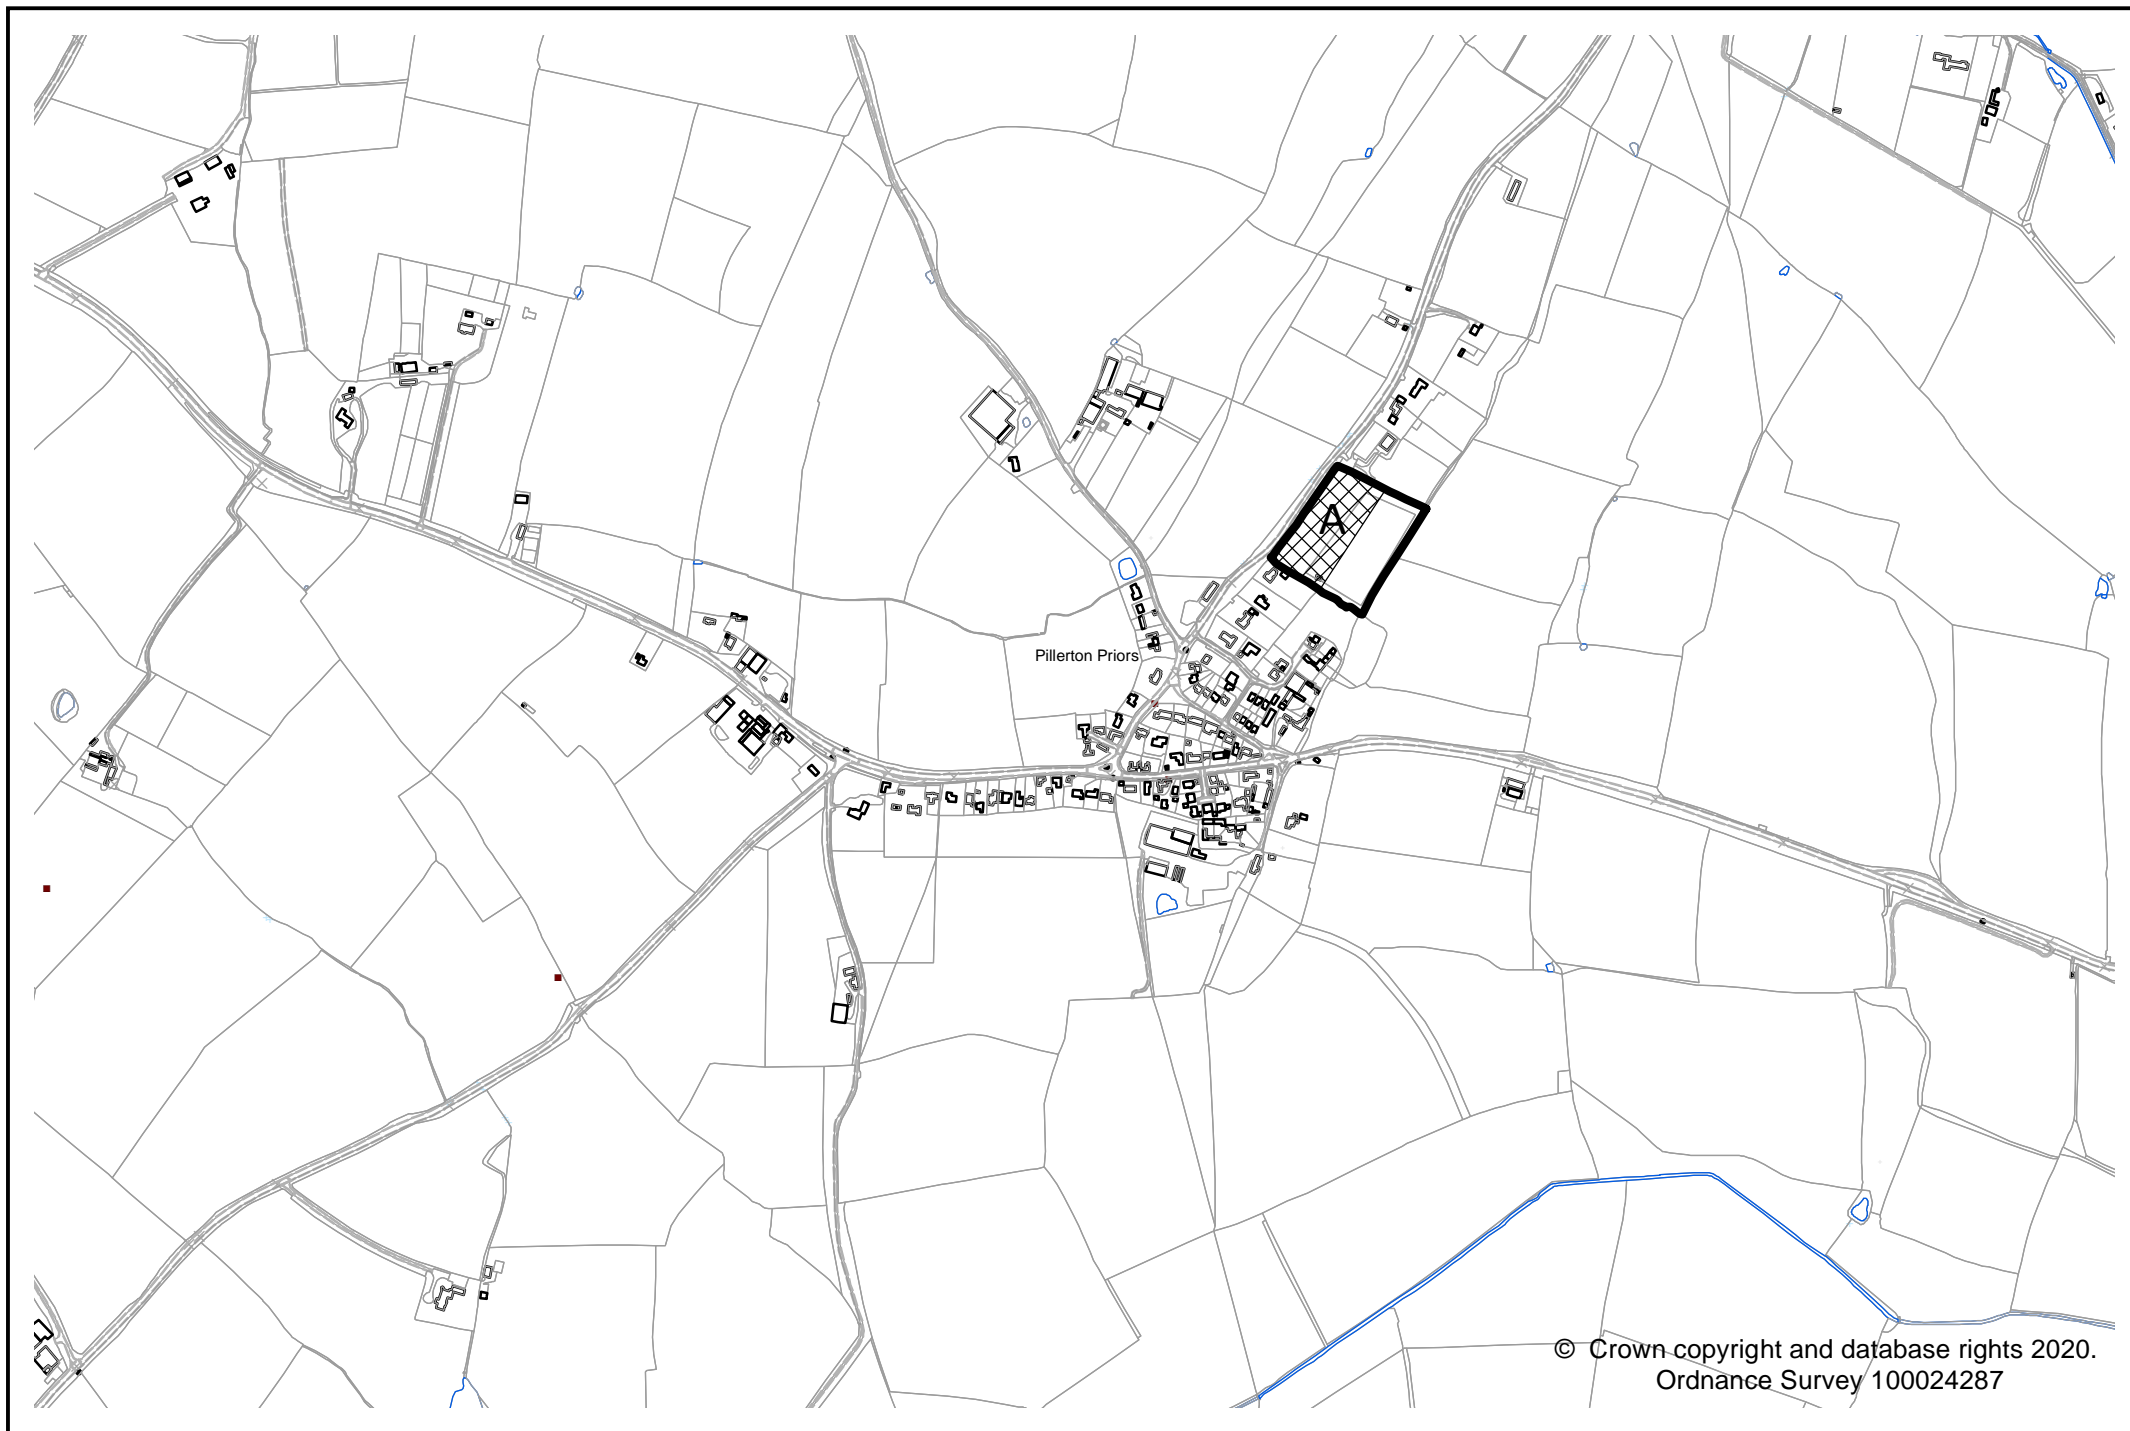 A
Pillerton Priors
© Crown copyright and database rights 2020.
Ordnance Survey 100024287